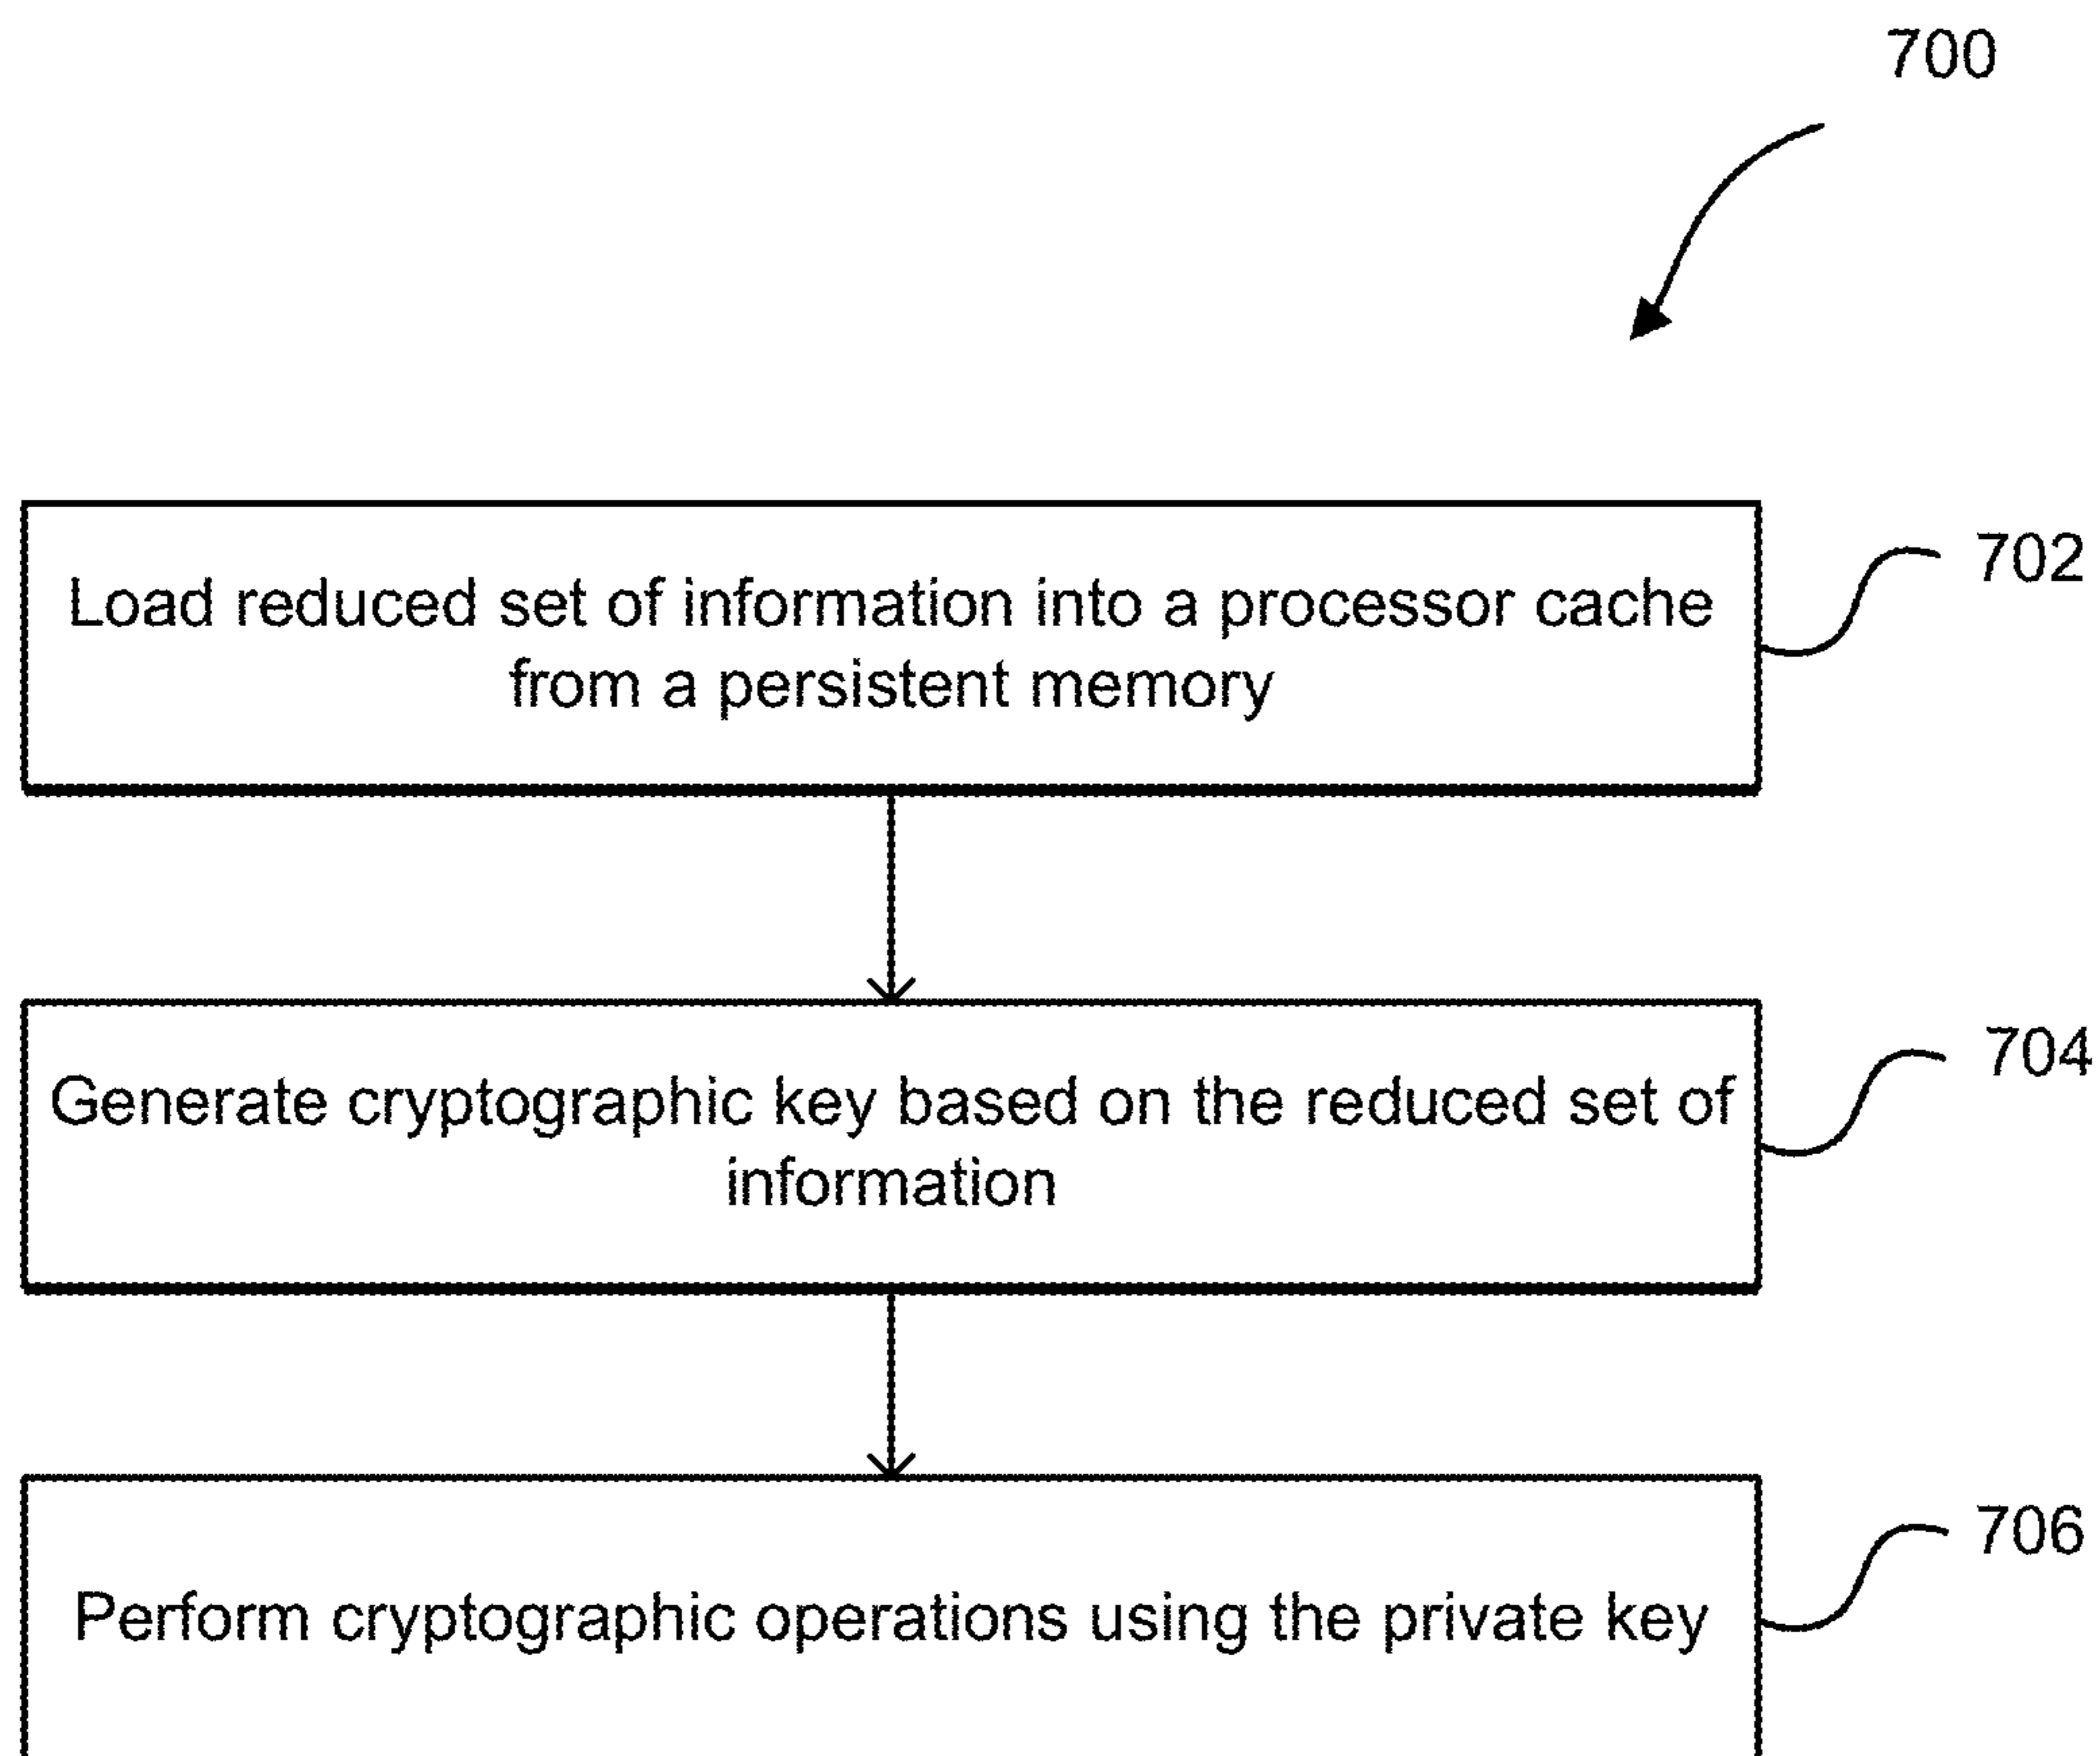 700
Load reduced set of information into a processor cache
from a persistent memory
702
Generate cryptographic key based on the reduced set of
information
704
Perform cryptographic operations using the private key
706